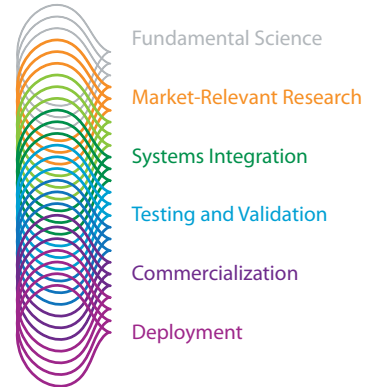 Fundamental Science
Market-Relevant Research
Systems Integration
Testing and Validation
Commercialization
Deployment